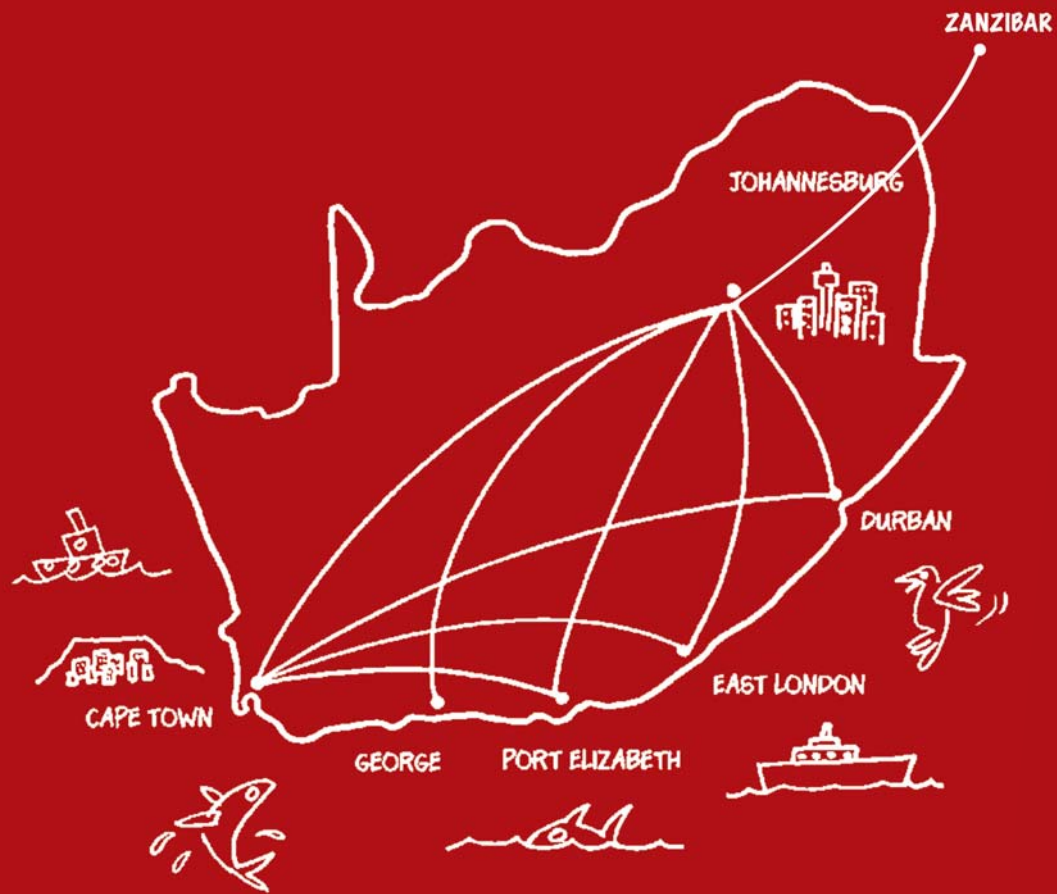 ZANZIBAR
JOHANNESBURG
DURBAN
EAST LONDON
CAPE TOWN
GEORGE
PORT ELIZABETH